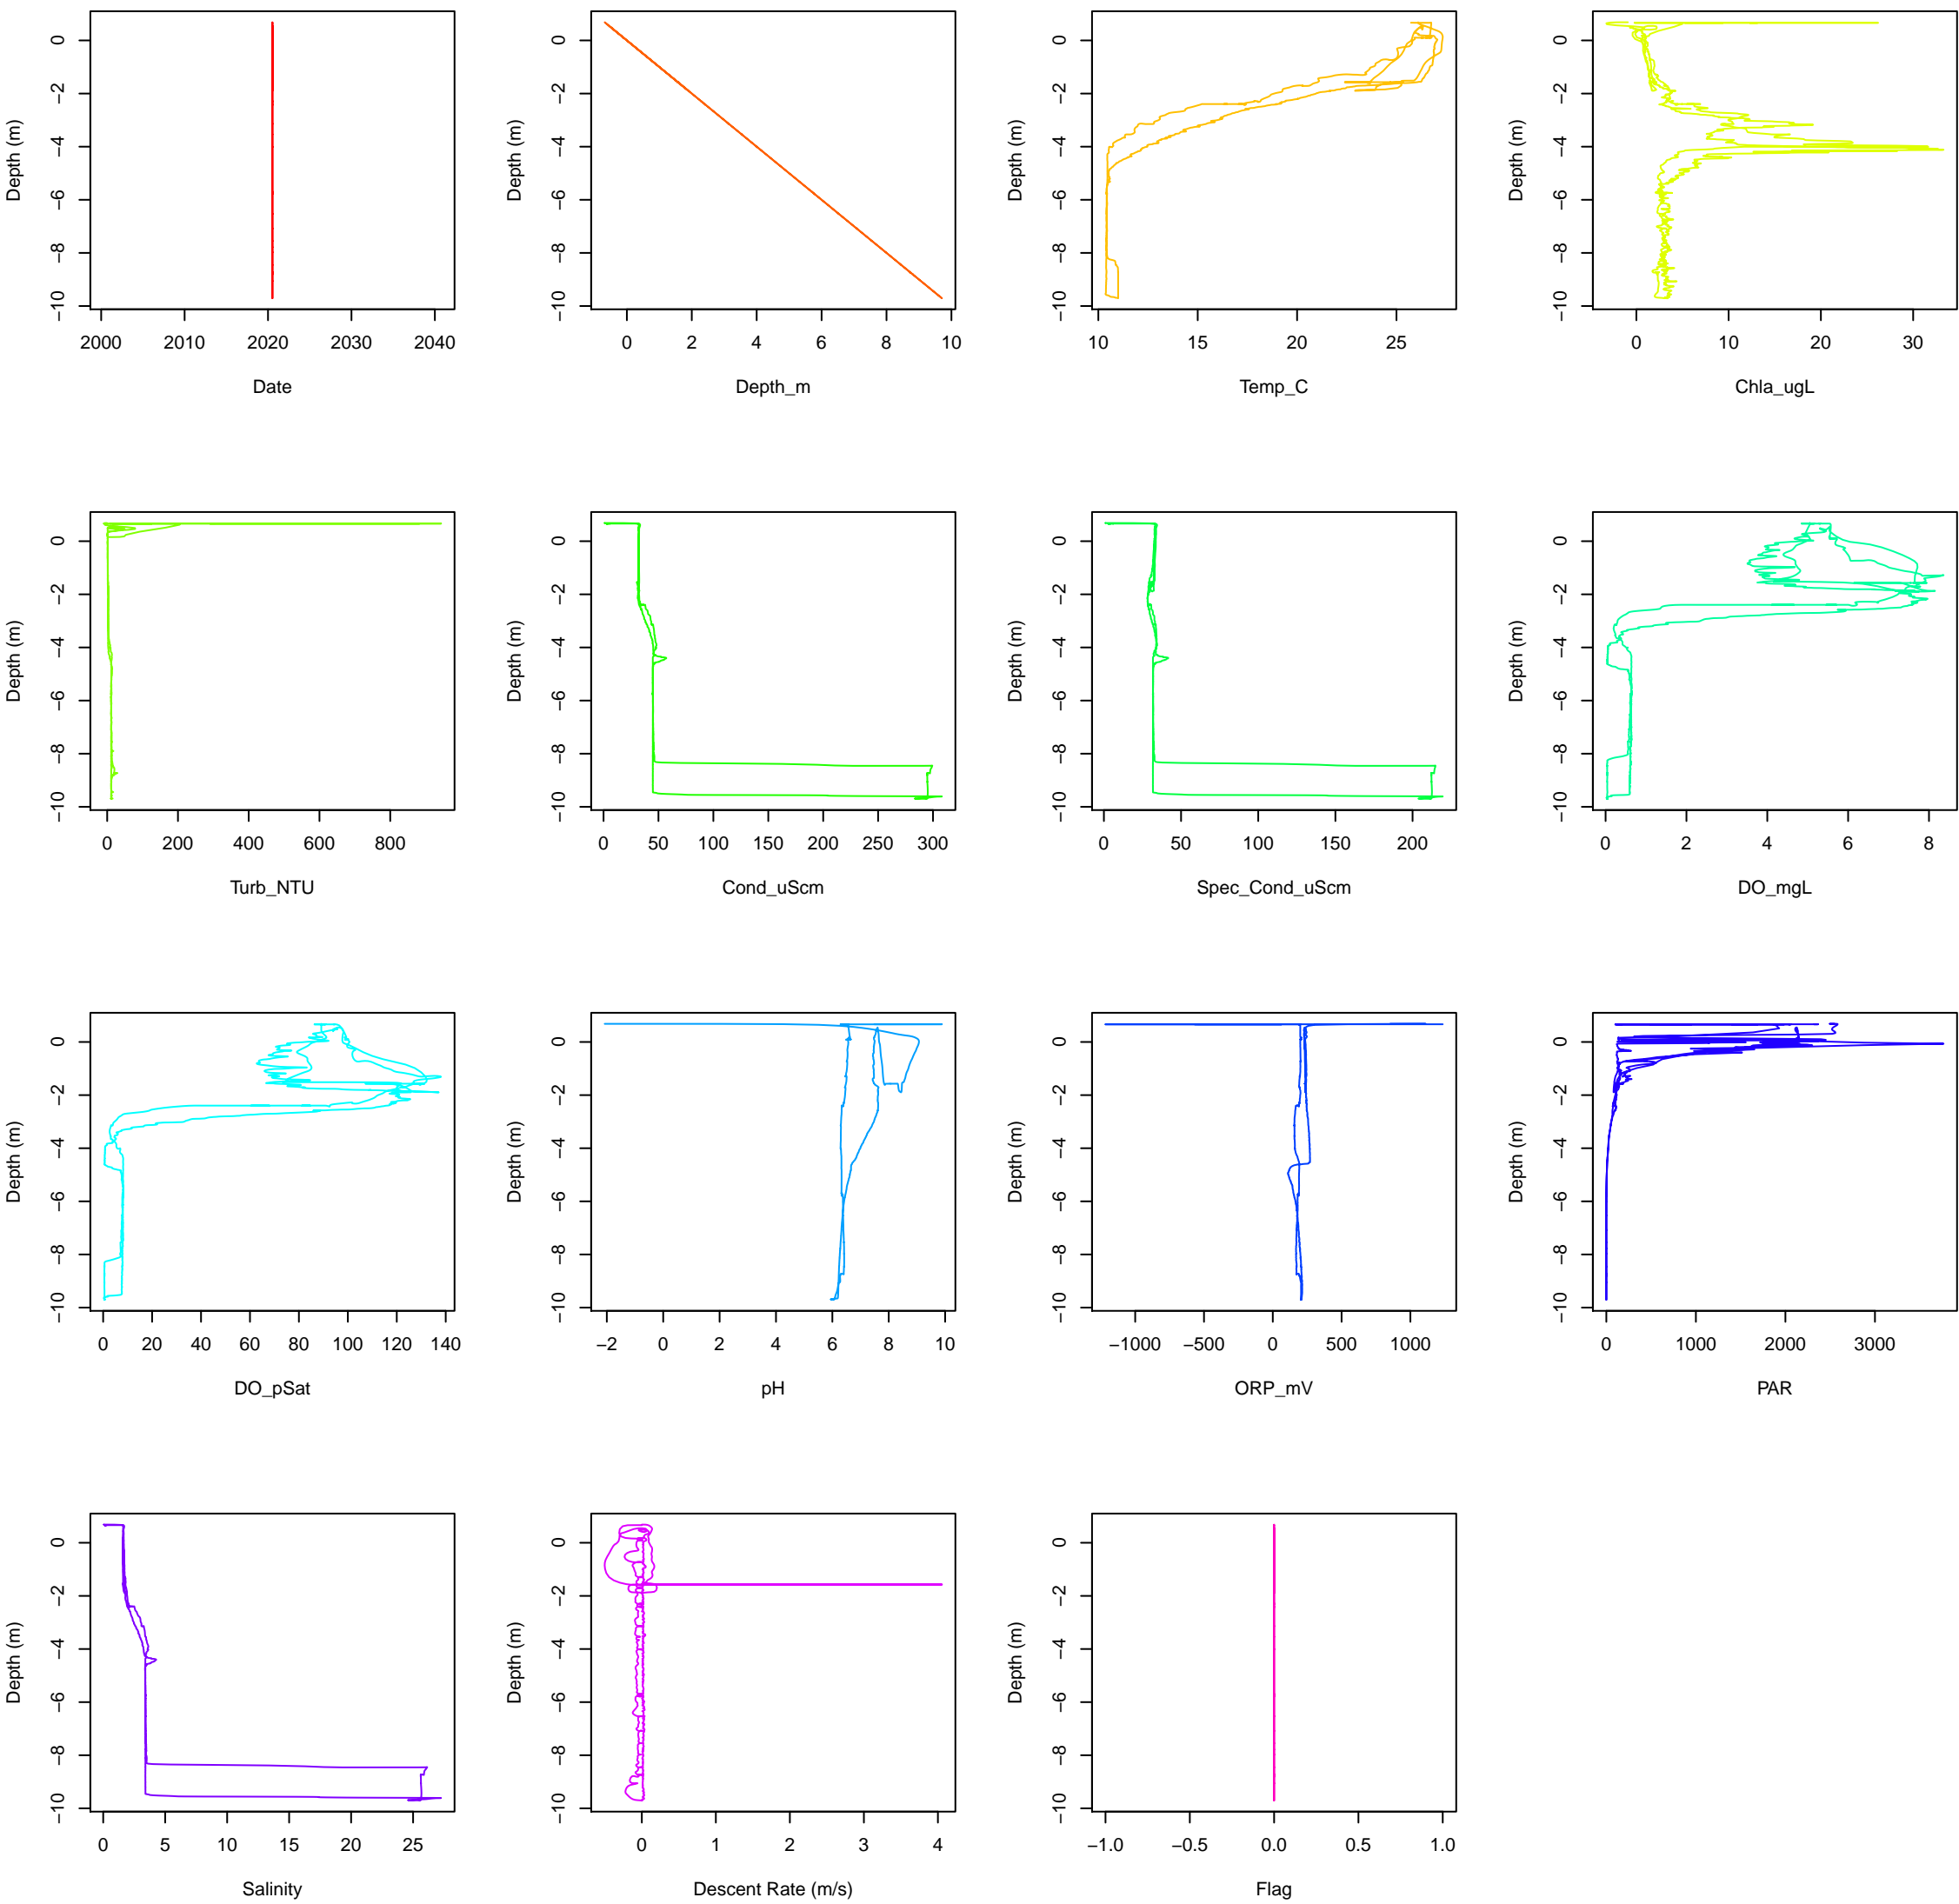 Depth (m)
0
−2
−4
−6
−8
−10
2000 2010 2020 2030 2040
Date
Depth (m)
0
−2
−4
−6
−8
−10
0 2 4 6 8 10
Depth_m
Depth (m)
0
−2
−4
−6
−8
−10
10 15 20 25
Temp_C
Depth (m)
0
−2
−4
−6
−8
−10
0 10 20 30
Chla_ugL
Depth (m)
0
−2
−4
−6
−8
−10
0 200 400 600 800
Turb_NTU
Depth (m)
0
−2
−4
−6
−8
−10
0 50 100 150 200 250 300
Cond_uScm
Depth (m)
0
−2
−4
−6
−8
−10
0 50 100 150 200
Spec_Cond_uScm
Depth (m)
0
−2
−4
−6
−8
−10
0 2 4 6 8
DO_mgL
Depth (m)
0
−2
−4
−6
−8
−10
0 20 40 60 80 100 120 140
DO_pSat
Depth (m)
0
−2
−4
−6
−8
−10
−2 0 2 4 6 8 10
pH
Depth (m)
0
−2
−4
−6
−8
−10
−1000 −500 0 500 1000
ORP_mV
Depth (m)
0
−2
−4
−6
−8
−10
0 1000 2000 3000
PAR
Depth (m)
0
−2
−4
−6
−8
−10
0 5 10 15 20 25
Salinity
Depth (m)
0
−2
−4
−6
−8
−10
0 1 2 3 4
Descent Rate (m/s)
Depth (m)
0
−2
−4
−6
−8
−10
−1.0 −0.5 0.0 0.5 1.0
Flag